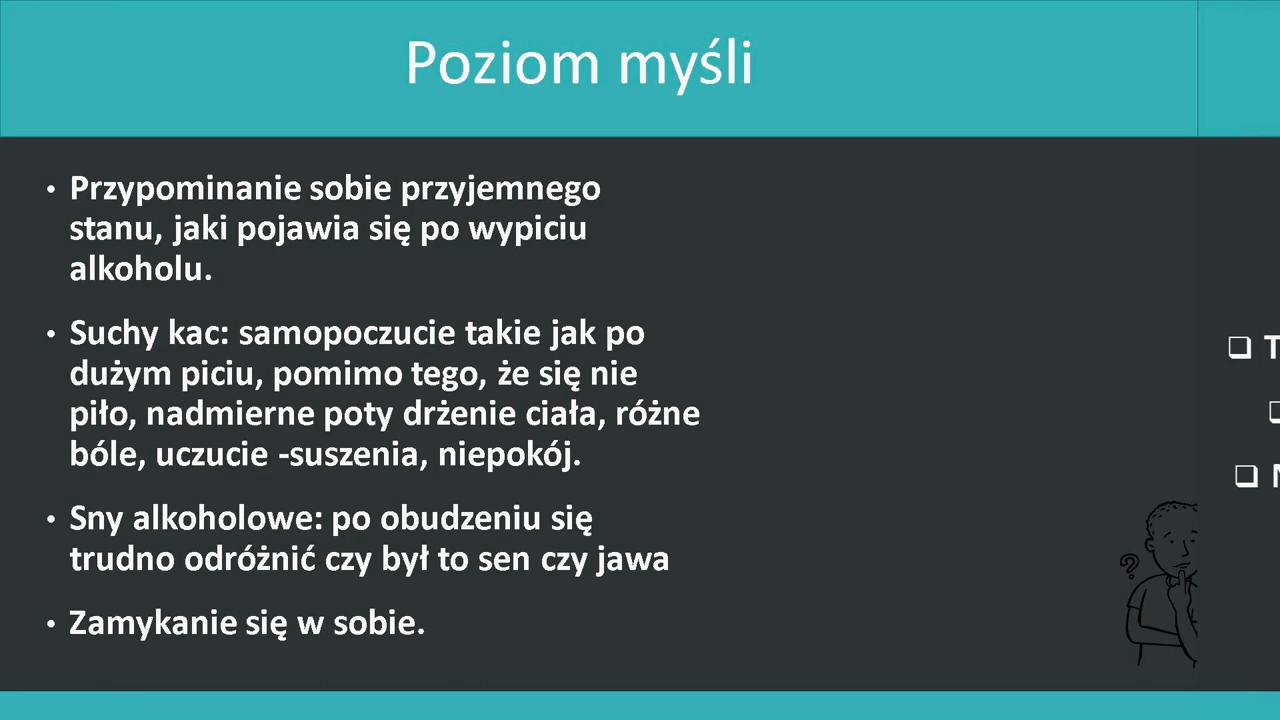 Poziom myśli
• Przypominanie sobie przyjemnego
stanu, jaki pojawia się po wypiciu
alkoholu.
• Suchy kac: samopoczucie takie jak po
dużym piciu, pomimo tego, że się nie
piło, nadmierne poty drżenie ciała, różne
bóle, uczucie -suszenia, niepokój.
• Sny alkoholowe: po obudzeniu się
trudno odróżnić czy był to sen czy jawa
• Zamykanie się w sobie.
?